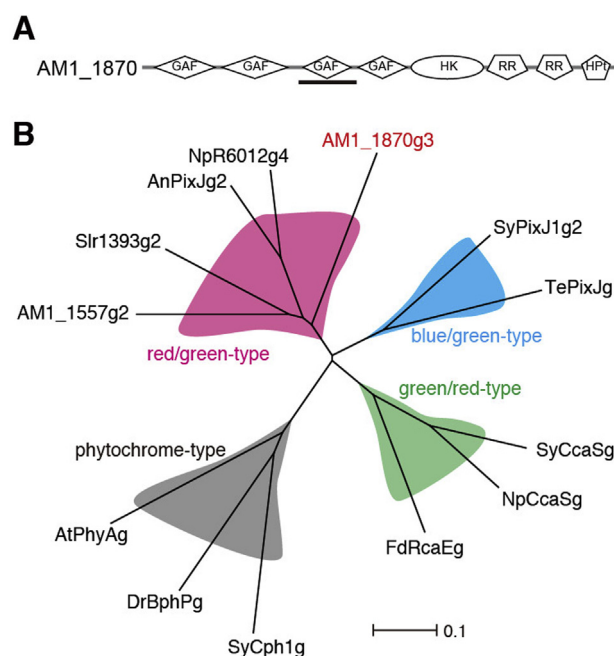 A
AM1_1870 GAF GAF GAF GAF HK RR RR HPt
B
AM1_1870g3
NpR6012g4
AnPixJg2
Slr1393g2
AM1_1557g2
red/green-type
SyPixJ1g2
TePixJg
blue/green-type
green/red-type
SyCcaSg
NpCcaSg
FdRcaEg
phytochrome-type
AtPhyAg
DrBphPg
SyCph1g
0.1